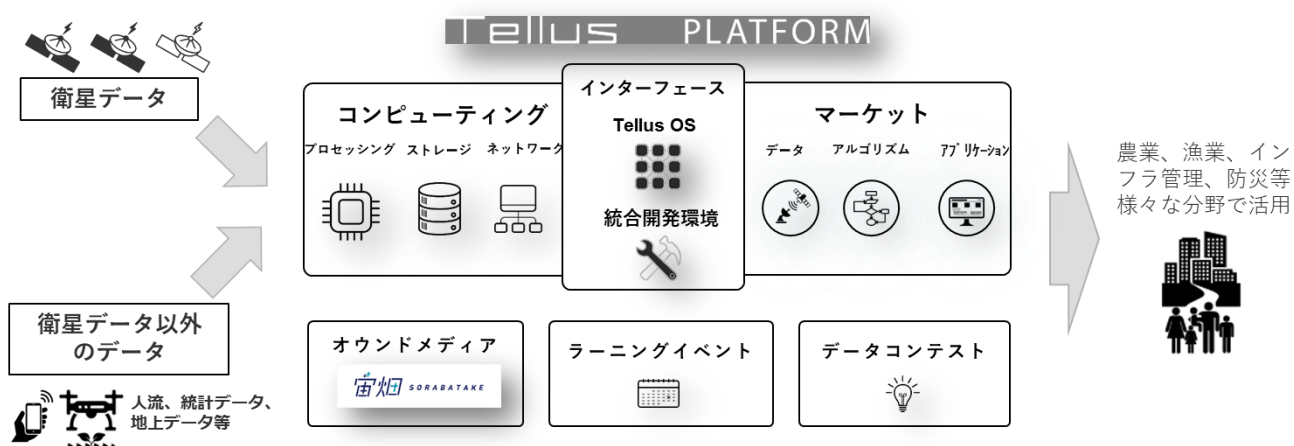 Tellus PLATFORM
衛星データ
衛星データ以外
のデータ
人流、統計データ、
地上データ等
コンピューティング
プロセッシング ストレージ ネットワーク
インターフェース
Tellus OS
統合開発環境
マーケット
データ アルゴリズム アプリケーション
オウンドメディア
宙畑 SORABATAKE
ラーニングイベント
データコンテスト
農業、漁業、イン
フラ管理、防災等
様々な分野で活用